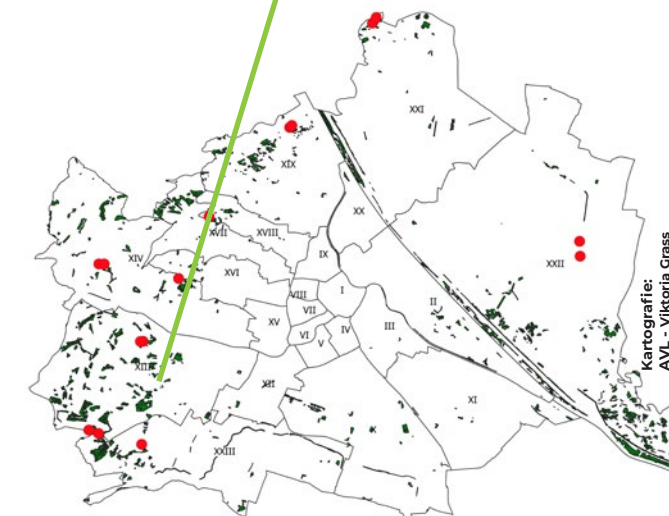 XXI
XIX
XX
XVII
XVIII
XIV
IX
XVI
XXII
VIII
I
VII
II
XV
VI
IV
III
V
XIII
XII
XI
X
XXIII
Kartografie:
AVL - Viktoria Grass